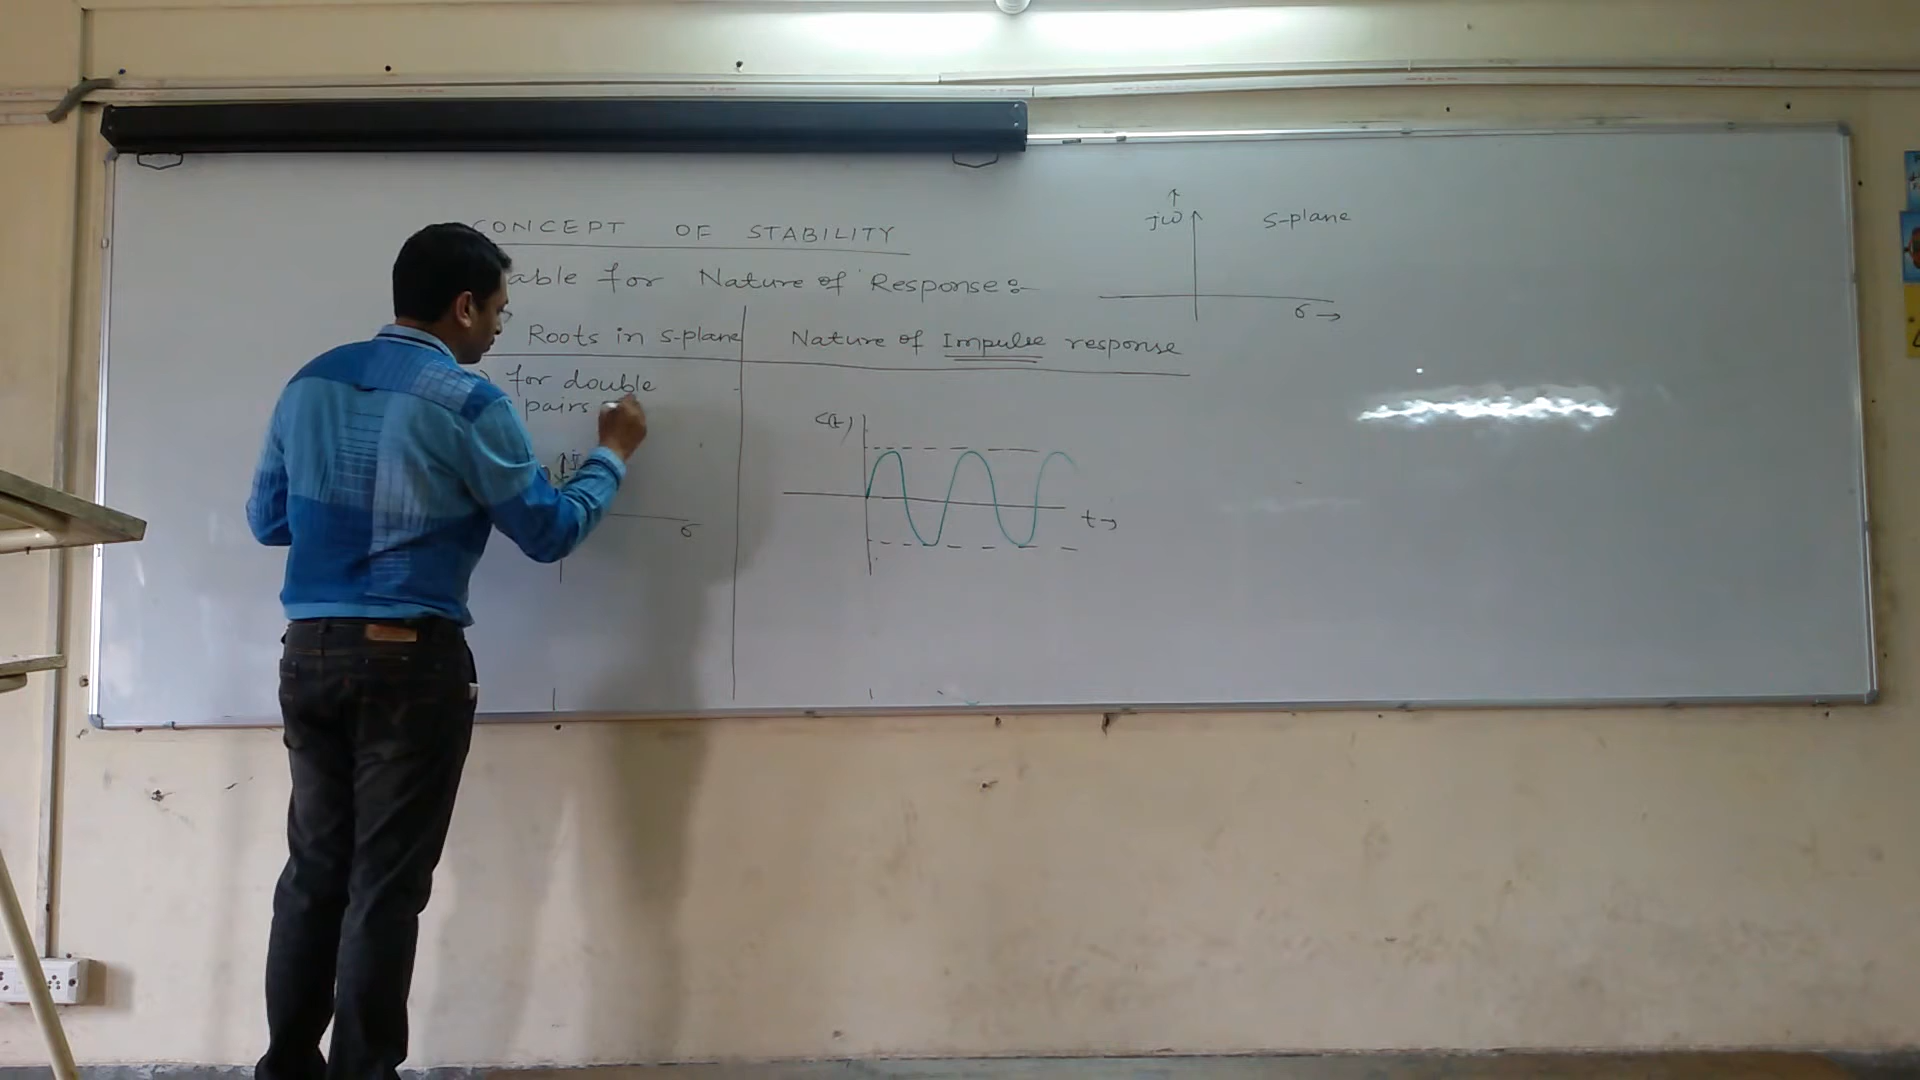 CONCEPT OF STABILITY
able for Nature of Response :-
jω
S-plane
σ →
Roots in s-plane
Nature of Impulse response
) for double
pairs
c(t)
t →
σ